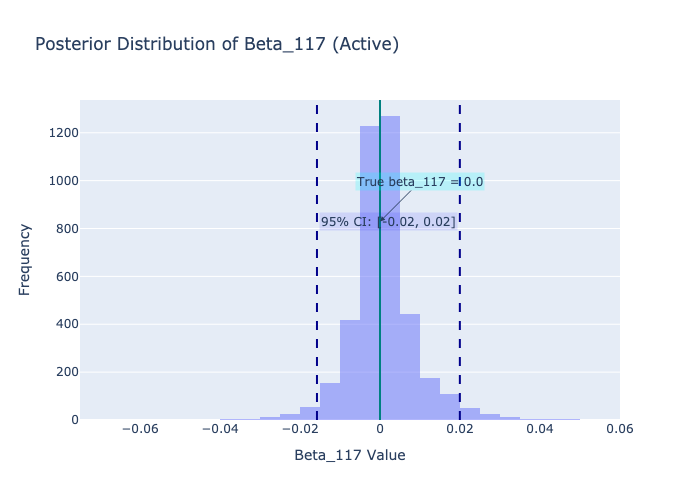 Posterior Distribution of Beta_117 (Active)
1200
1000
800
600
400
200
0
Frequency
True beta_117 = 0.0
95% CI: [-0.02, 0.02]
−0.06
−0.04
−0.02
0
0.02
0.04
0.06
Beta_117 Value